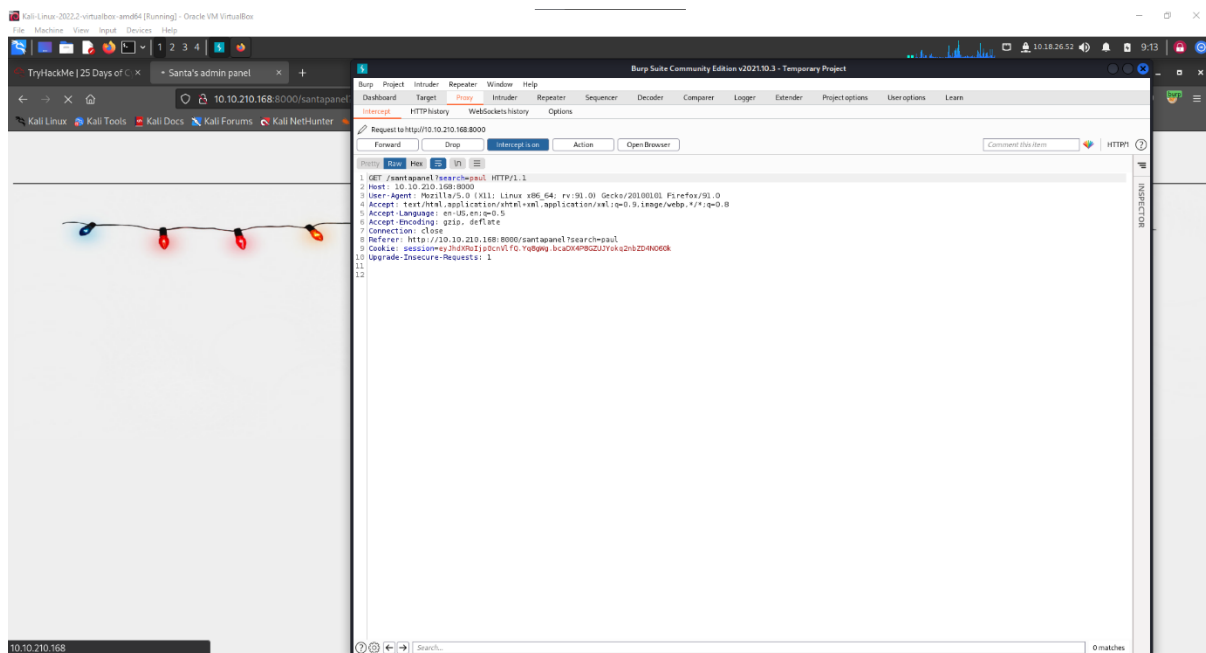 Kali-Linux-2022.2-virtualbox-amd64 [Running] - Oracle VM VirtualBox
File Machine View Input Devices Help
1 2 3 4
10.18.26.52
9:13
TryHackMe | 25 Days of C
Santa's admin panel
10.10.210.168:8000/santapanel
Kali Linux Kali Tools Kali Docs Kali Forums Kali NetHunter
Burp Suite Community Edition v2021.10.3 - Temporary Project
Burp Project Intruder Repeater Window Help
Dashboard Target Proxy Intruder Repeater Sequencer Decoder Comparer Logger Extender Project options User options Learn
Intercept HTTP history WebSockets history Options
Request to http://10.10.210.168:8000
Forward Drop Intercept is on Action Open Browser Comment this item HTTP/1
Pretty Raw Hex \n
INSPECTOR
1 GET /santapanel?search=paul HTTP/1.1
2 Host: 10.10.210.168:8000
3 User-Agent: Mozilla/5.0 (X11; Linux x86_64; rv:91.0) Gecko/20100101 Firefox/91.0
4 Accept: text/html,application/xhtml+xml,application/xml;q=0.9,image/webp,*/*;q=0.8
5 Accept-Language: en-US,en;q=0.5
6 Accept-Encoding: gzip, deflate
7 Connection: close
8 Referer: http://10.10.210.168:8000/santapanel?search=paul
9 Cookie:
10 Upgrade-Insecure-Requests: 1
11
12
Search...
0 matches
10.10.210.168